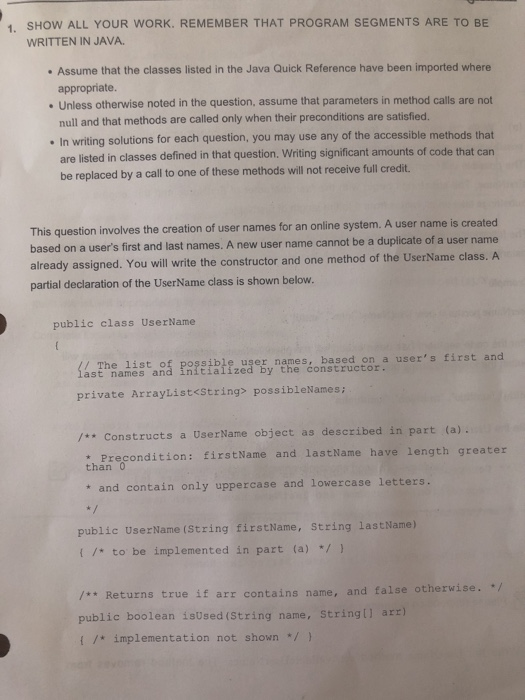 1. SHOW ALL YOUR WORK. REMEMBER THAT PROGRAM SEGMENTS ARE TO BE
WRITTEN IN JAVA.
• Assume that the classes listed in the Java Quick Reference have been imported where
appropriate.
• Unless otherwise noted in the question, assume that parameters in method calls are not
null and that methods are called only when their preconditions are satisfied.
• In writing solutions for each question, you may use any of the accessible methods that
are listed in classes defined in that question. Writing significant amounts of code that can
be replaced by a call to one of these methods will not receive full credit.
This question involves the creation of user names for an online system. A user name is created
based on a user's first and last names. A new user name cannot be a duplicate of a user name
already assigned. You will write the constructor and one method of the UserName class. A
partial declaration of the UserName class is shown below.
public class UserName
{
// The list of possible user names, based on a user's first and
last names and initialized by the constructor.
private ArrayList<String> possibleNames;
/** Constructs a UserName object as described in part (a).
* Precondition: firstName and lastName have length greater
than 0
* and contain only uppercase and lowercase letters.
*/
public UserName(String firstName, String lastName)
{ /* to be implemented in part (a) */ }
/** Returns true if arr contains name, and false otherwise. */
public boolean isUsed(String name, String[] arr)
{ /* implementation not shown */ }